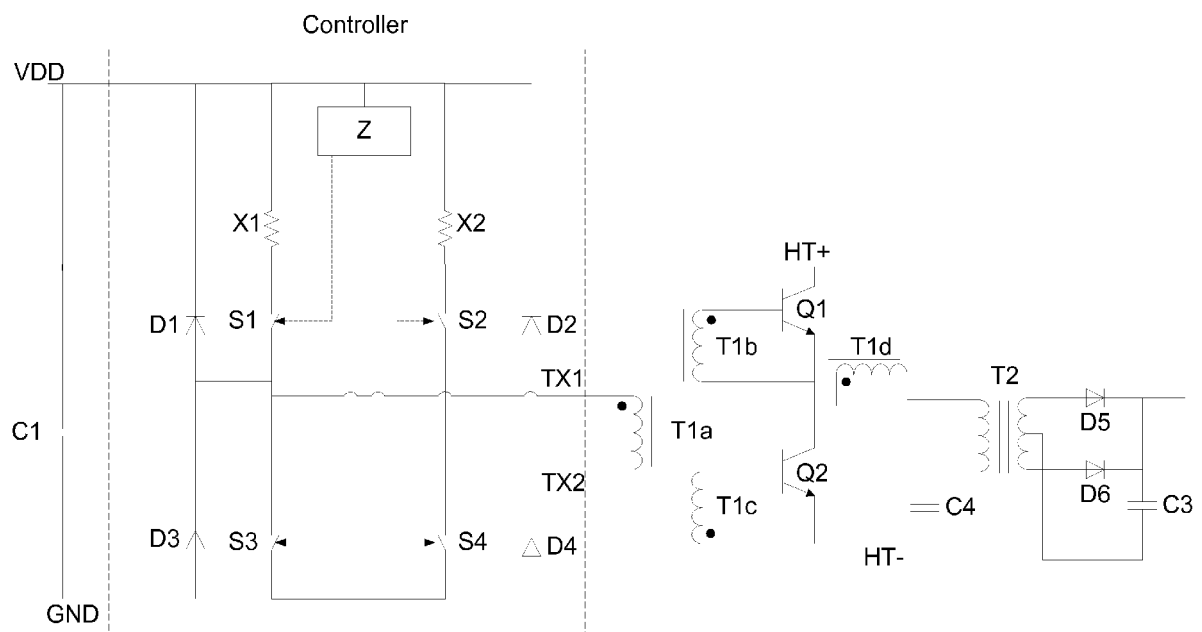 Controller
VDD
Z
X1
X2
HT+
D1
S1
S2
D2
Q1
T1b
T1d
TX1
T2
C1
T1a
D5
TX2
Q2
D6
T1c
C4
C3
D3
S3
S4
D4
HT-
GND